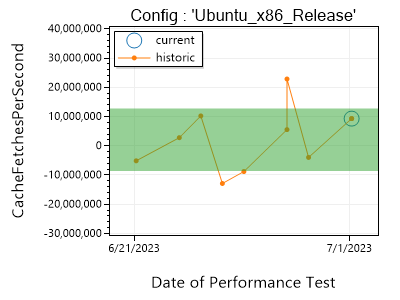 Config : 'Ubuntu_x86_Release'
CacheFetchesPerSecond
40,000,000
30,000,000
20,000,000
10,000,000
0
-10,000,000
-20,000,000
-30,000,000
current
historic
6/21/2023
7/1/2023
Date of Performance Test